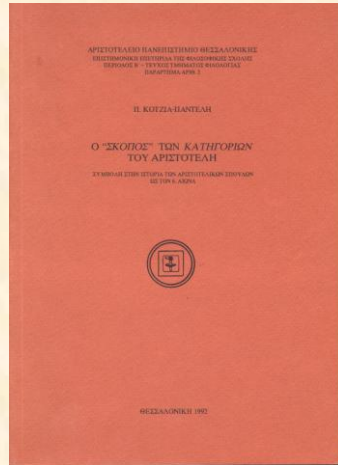 ΑΡΙΣΤΟΤΕΛΕΙΟ ΠΑΝΕΠΙΣΤΗΜΙΟ ΘΕΣΣΑΛΟΝΙΚΗΣ
ΕΠΙΣΤΗΜΟΝΙΚΗ ΕΠΕΤΗΡΙΔΑ ΤΗΣ ΦΙΛΟΣΟΦΙΚΗΣ ΣΧΟΛΗΣ
ΠΕΡΙΟΔΟΣ Β΄ - ΤΕΥΧΟΣ ΤΜΗΜΑΤΟΣ ΦΙΛΟΛΟΓΙΑΣ
ΠΑΡΑΡΤΗΜΑ ΑΡΙΘ. 2
Π. ΚΟΤΖΙΑ-ΠΑΝΤΕΛΗ
Ο "ΣΚΟΠΟΣ" ΤΩΝ ΚΑΤΗΓΟΡΙΩΝ
ΤΟΥ ΑΡΙΣΤΟΤΕΛΗ
ΣΥΜΒΟΛΗ ΣΤΗΝ ΙΣΤΟΡΙΑ ΤΩΝ ΑΡΙΣΤΟΤΕΛΙΚΩΝ ΣΠΟΥΔΩΝ
ΩΣ ΤΟΝ 6. ΑΙΩΝΑ
ΘΕΣΣΑΛΟΝΙΚΗ 1992